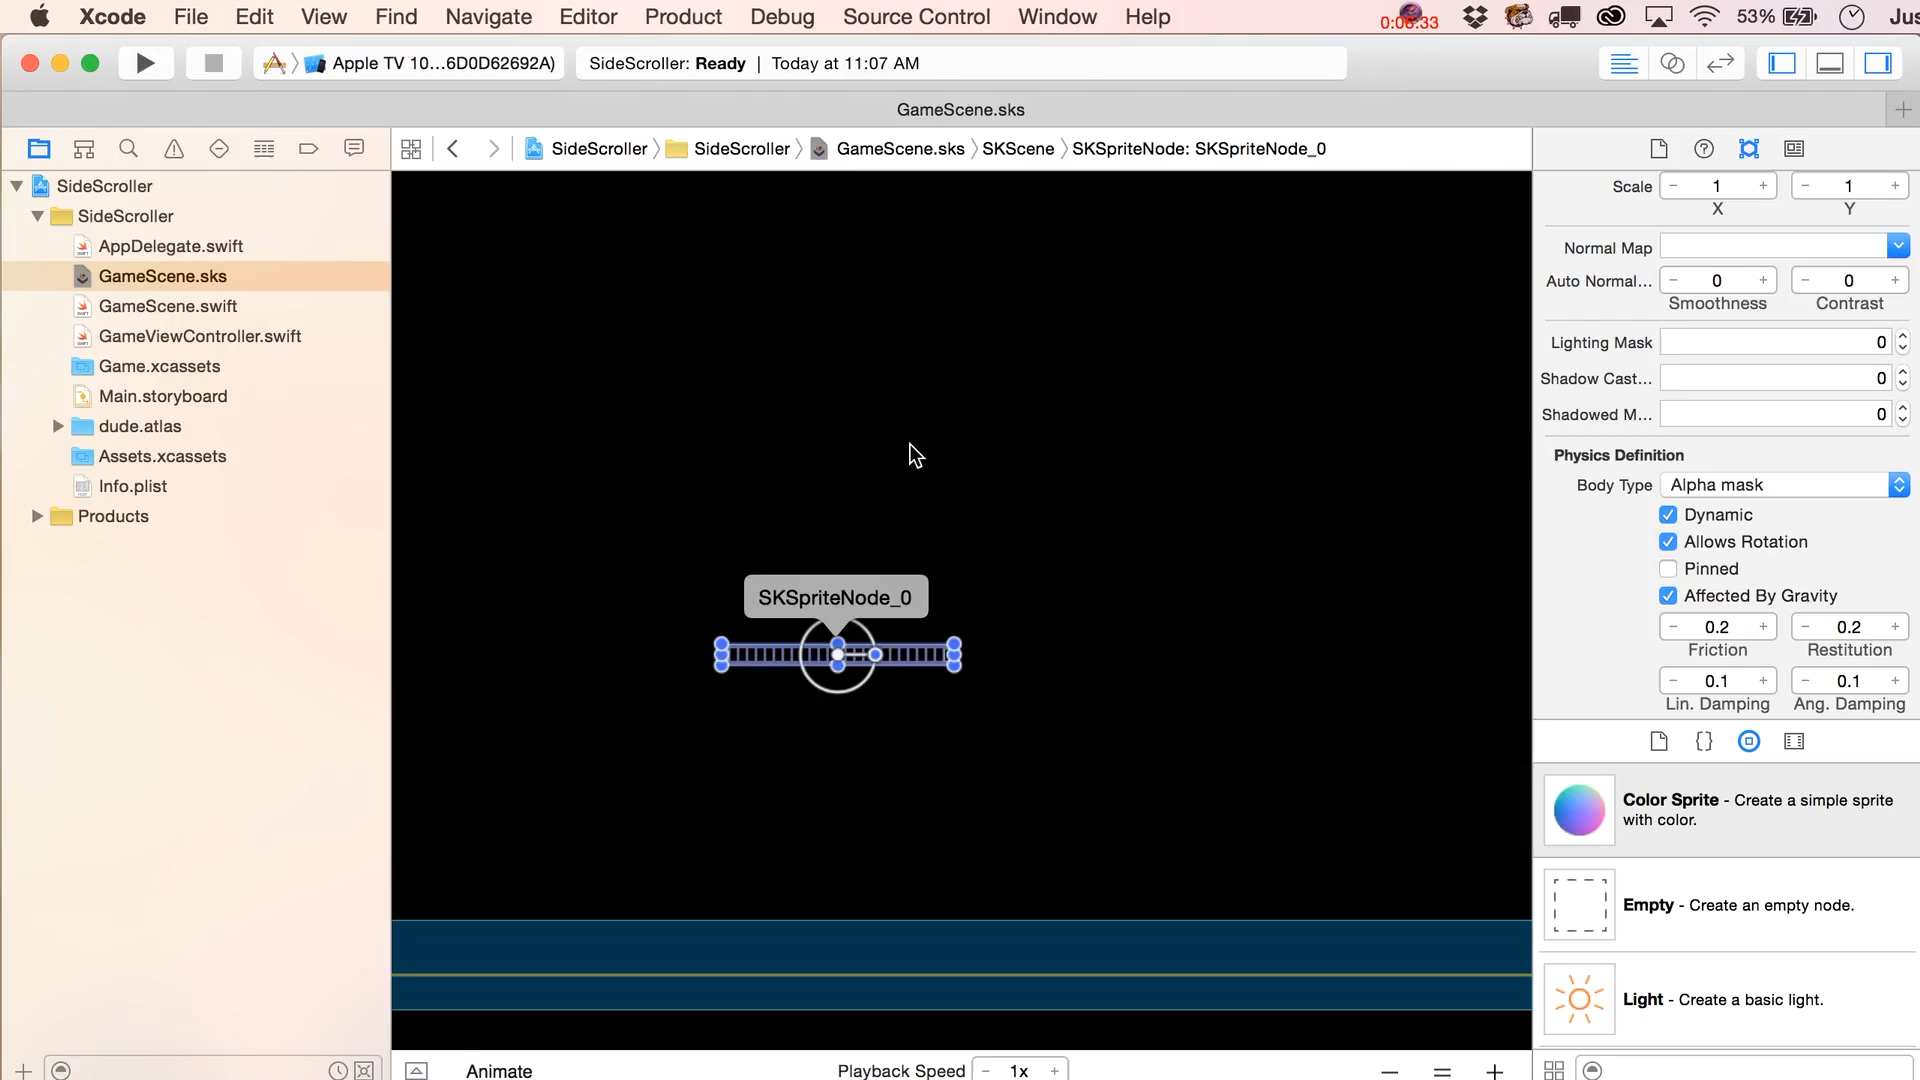 Xcode File Edit View Find Navigate Editor Product Debug Source Control Window Help 0:06:33 53% Jus
Apple TV 10...6D0D62692A) SideScroller: Ready | Today at 11:07 AM
GameScene.sks
SideScroller SideScroller GameScene.sks SKScene SKSpriteNode: SKSpriteNode_0
SideScroller
SideScroller
AppDelegate.swift
GameScene.sks
GameScene.swift
GameViewController.swift
Game.xcassets
Main.storyboard
dude.atlas
Assets.xcassets
Info.plist
Products
SKSpriteNode_0
Animate Playback Speed - 1x +
Scale - 1 + - 1 +
X Y
Normal Map
Auto Normal... - 0 + - 0 +
Smoothness Contrast
Lighting Mask 0
Shadow Cast... 0
Shadowed M... 0
Physics Definition
Body Type Alpha mask
Dynamic
Allows Rotation
Pinned
Affected By Gravity
- 0.2 + - 0.2 +
Friction Restitution
- 0.1 + - 0.1 +
Lin. Damping Ang. Damping
Color Sprite - Create a simple sprite
with color.
Empty - Create an empty node.
Light - Create a basic light.